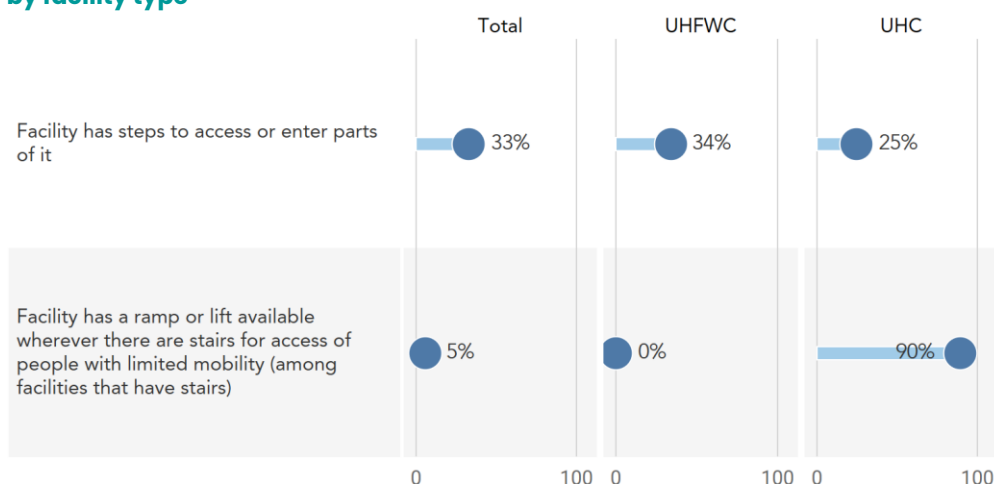 by facility type
Total UHFWC UHC
Facility has steps to access or enter parts
of it
33% 34% 25%
Facility has a ramp or lift available
wherever there are stairs for access of
people with limited mobility (among
facilities that have stairs)
5% 0% 90%
0 100 0 100 0 100